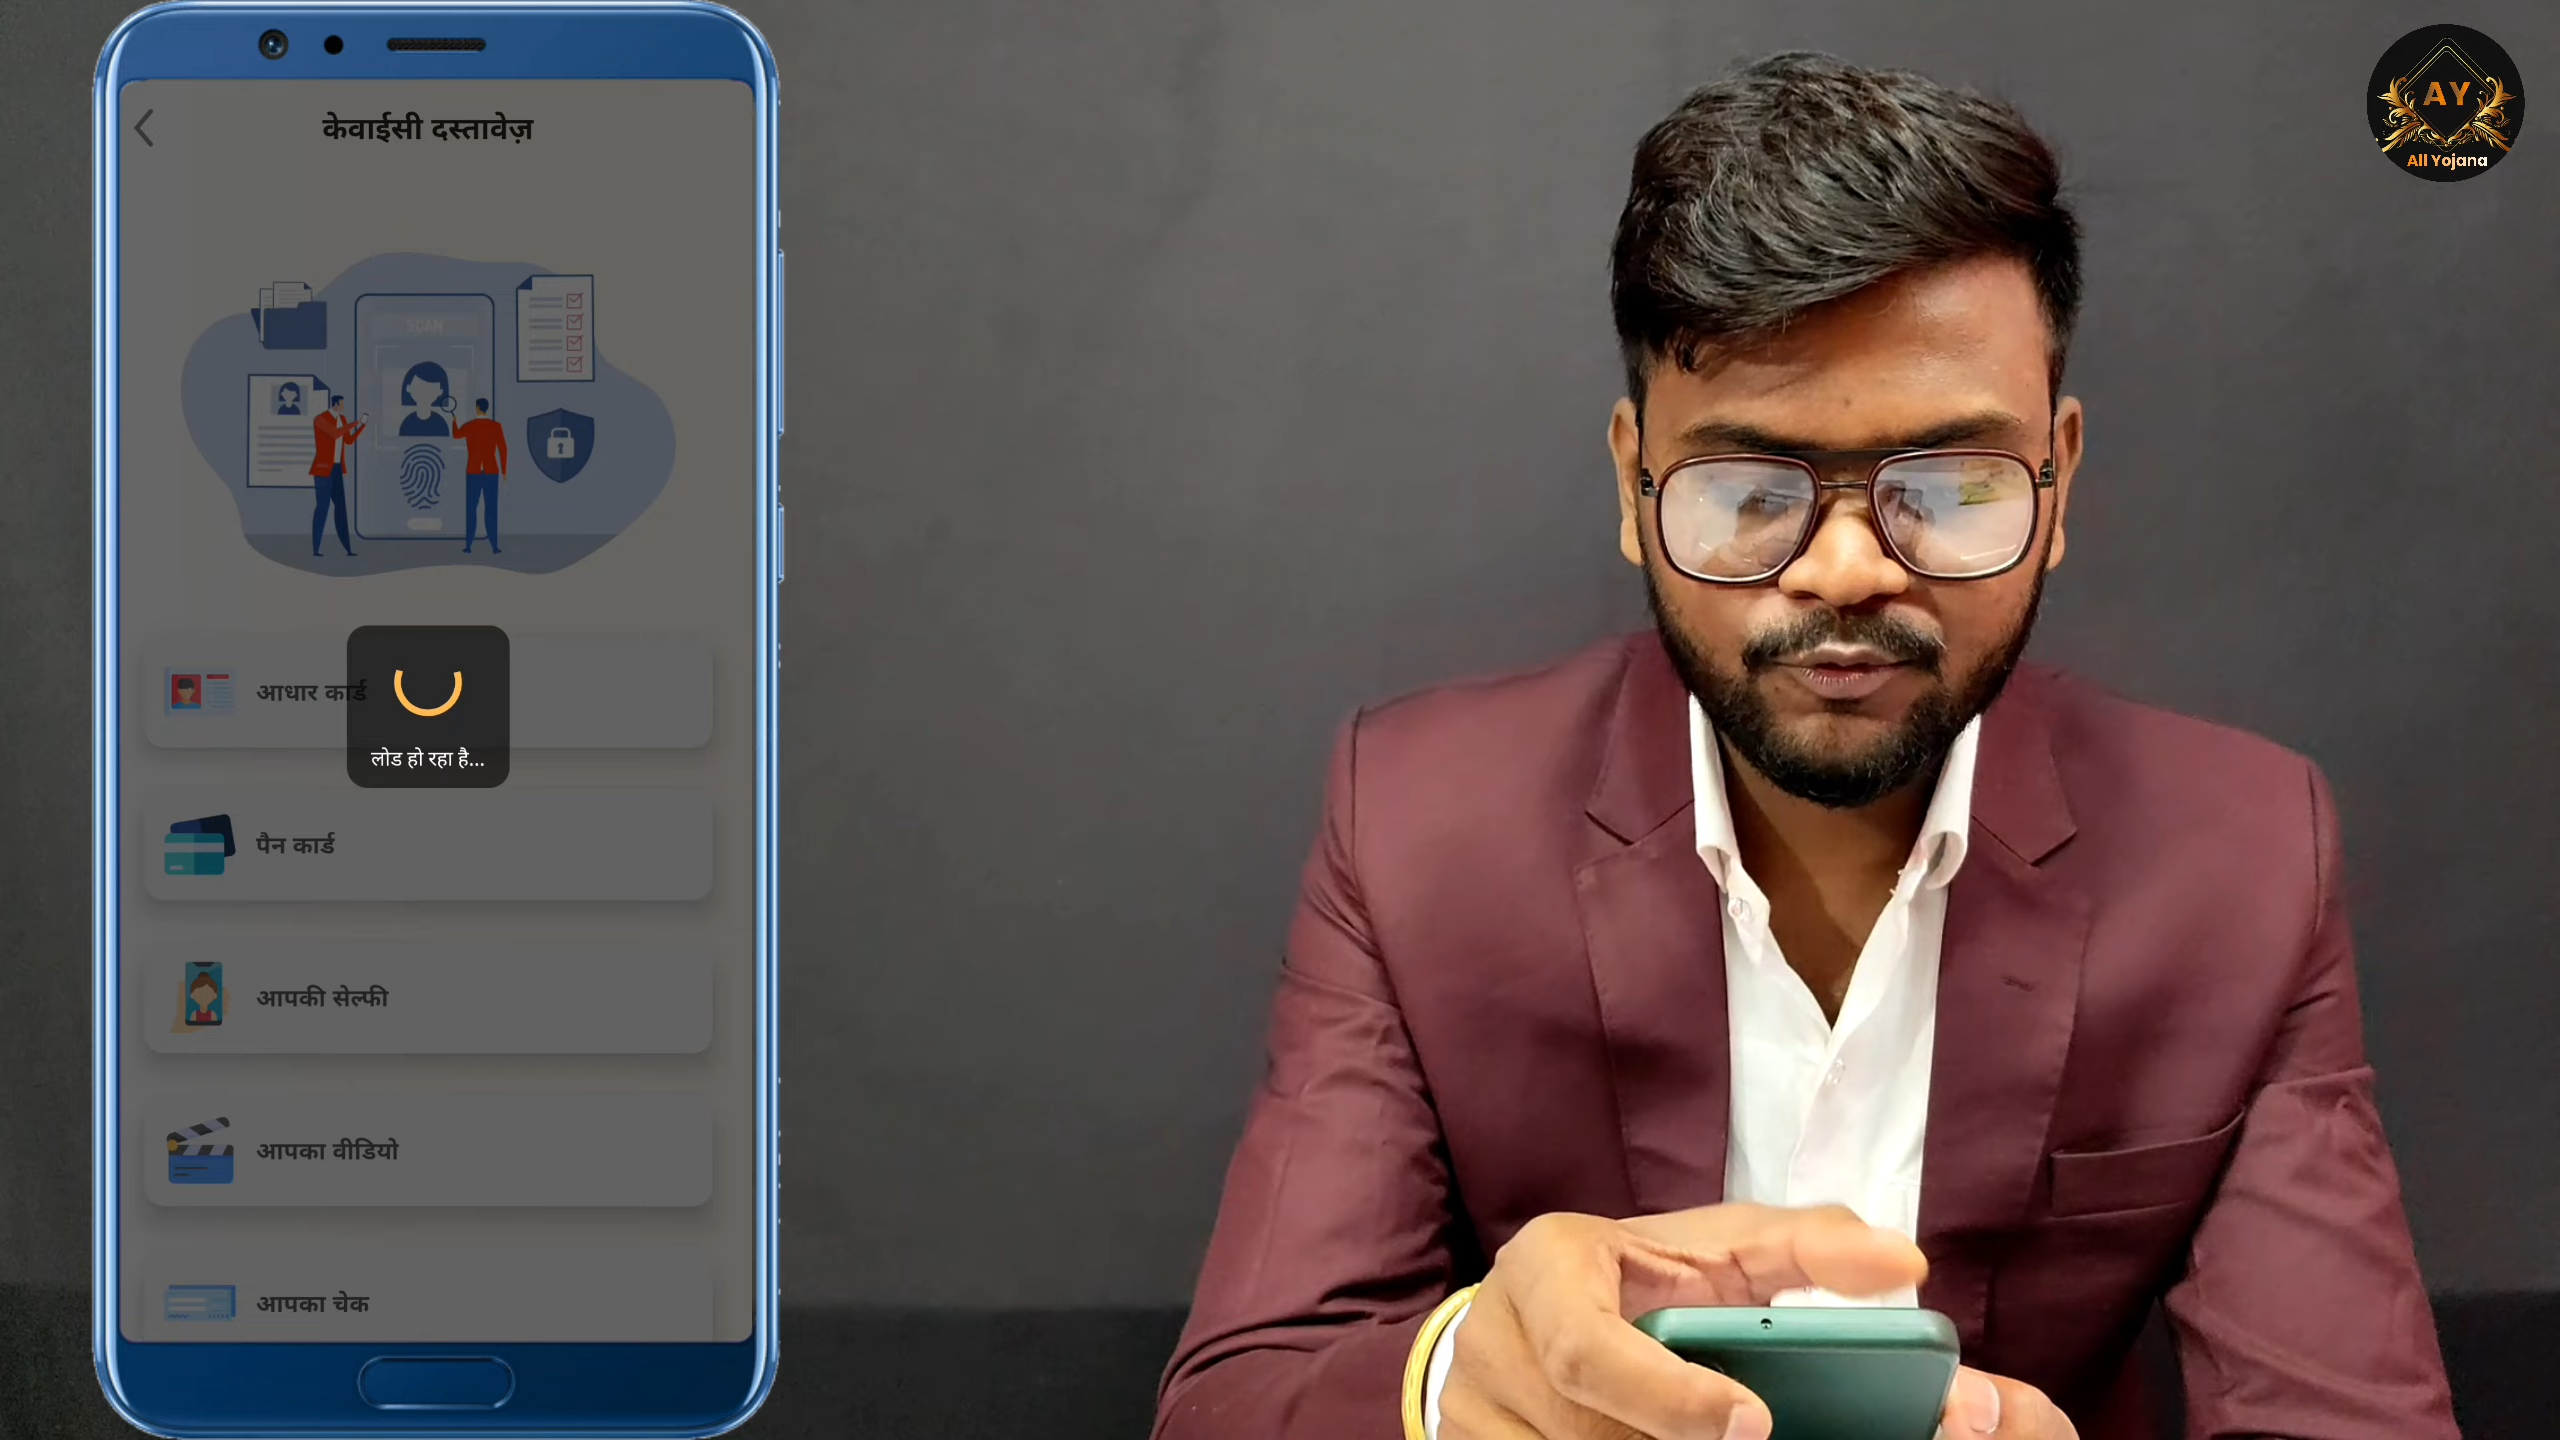 केवाईसी दस्तावेज़
SCAN
आधार कार्ड
लोड हो रहा है...
पैन कार्ड
आपकी सेल्फी
आपका वीडियो
आपका चेक
AY
All Yojana